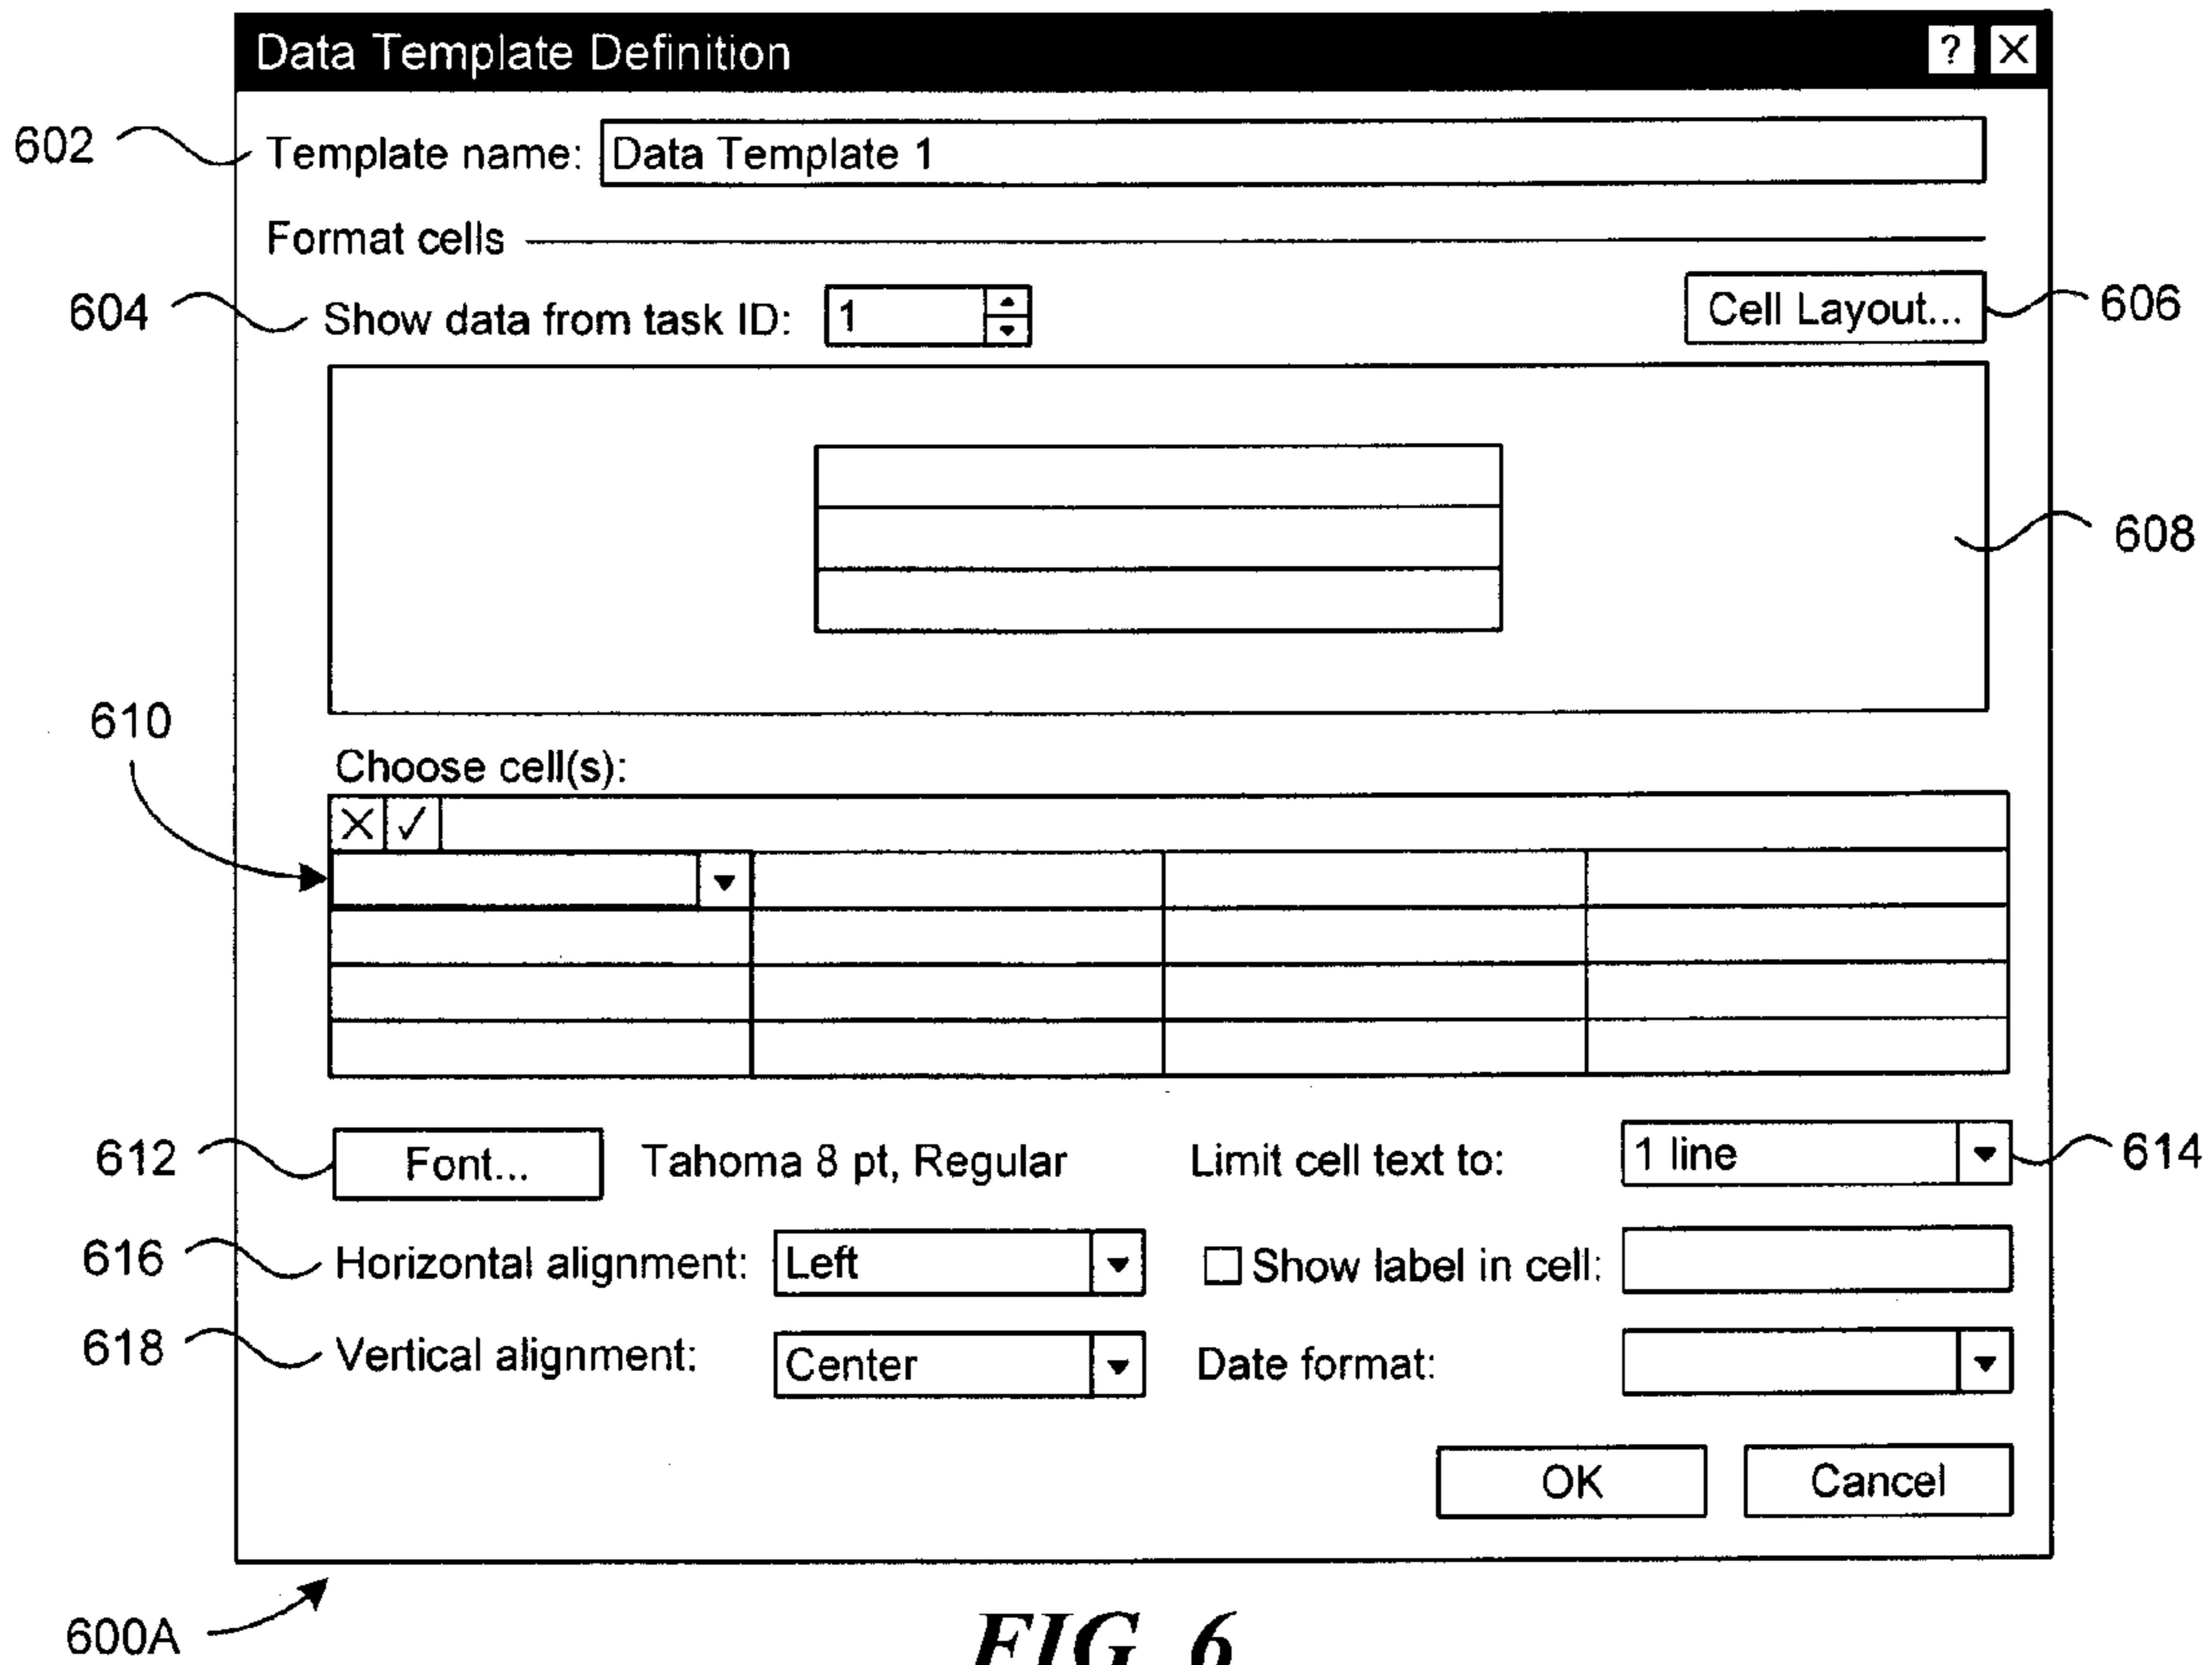 Data Template Definition ? X
602 Template name: Data Template 1
Format cells
604 Show data from task ID: 1 Cell Layout... 606
608
610
Choose cell(s):
X ✓
612 Font... Tahoma 8 pt, Regular Limit cell text to: 1 line 614
616 Horizontal alignment: Left Show label in cell:
618 Vertical alignment: Center Date format:
OK Cancel
600A
FIG. 6